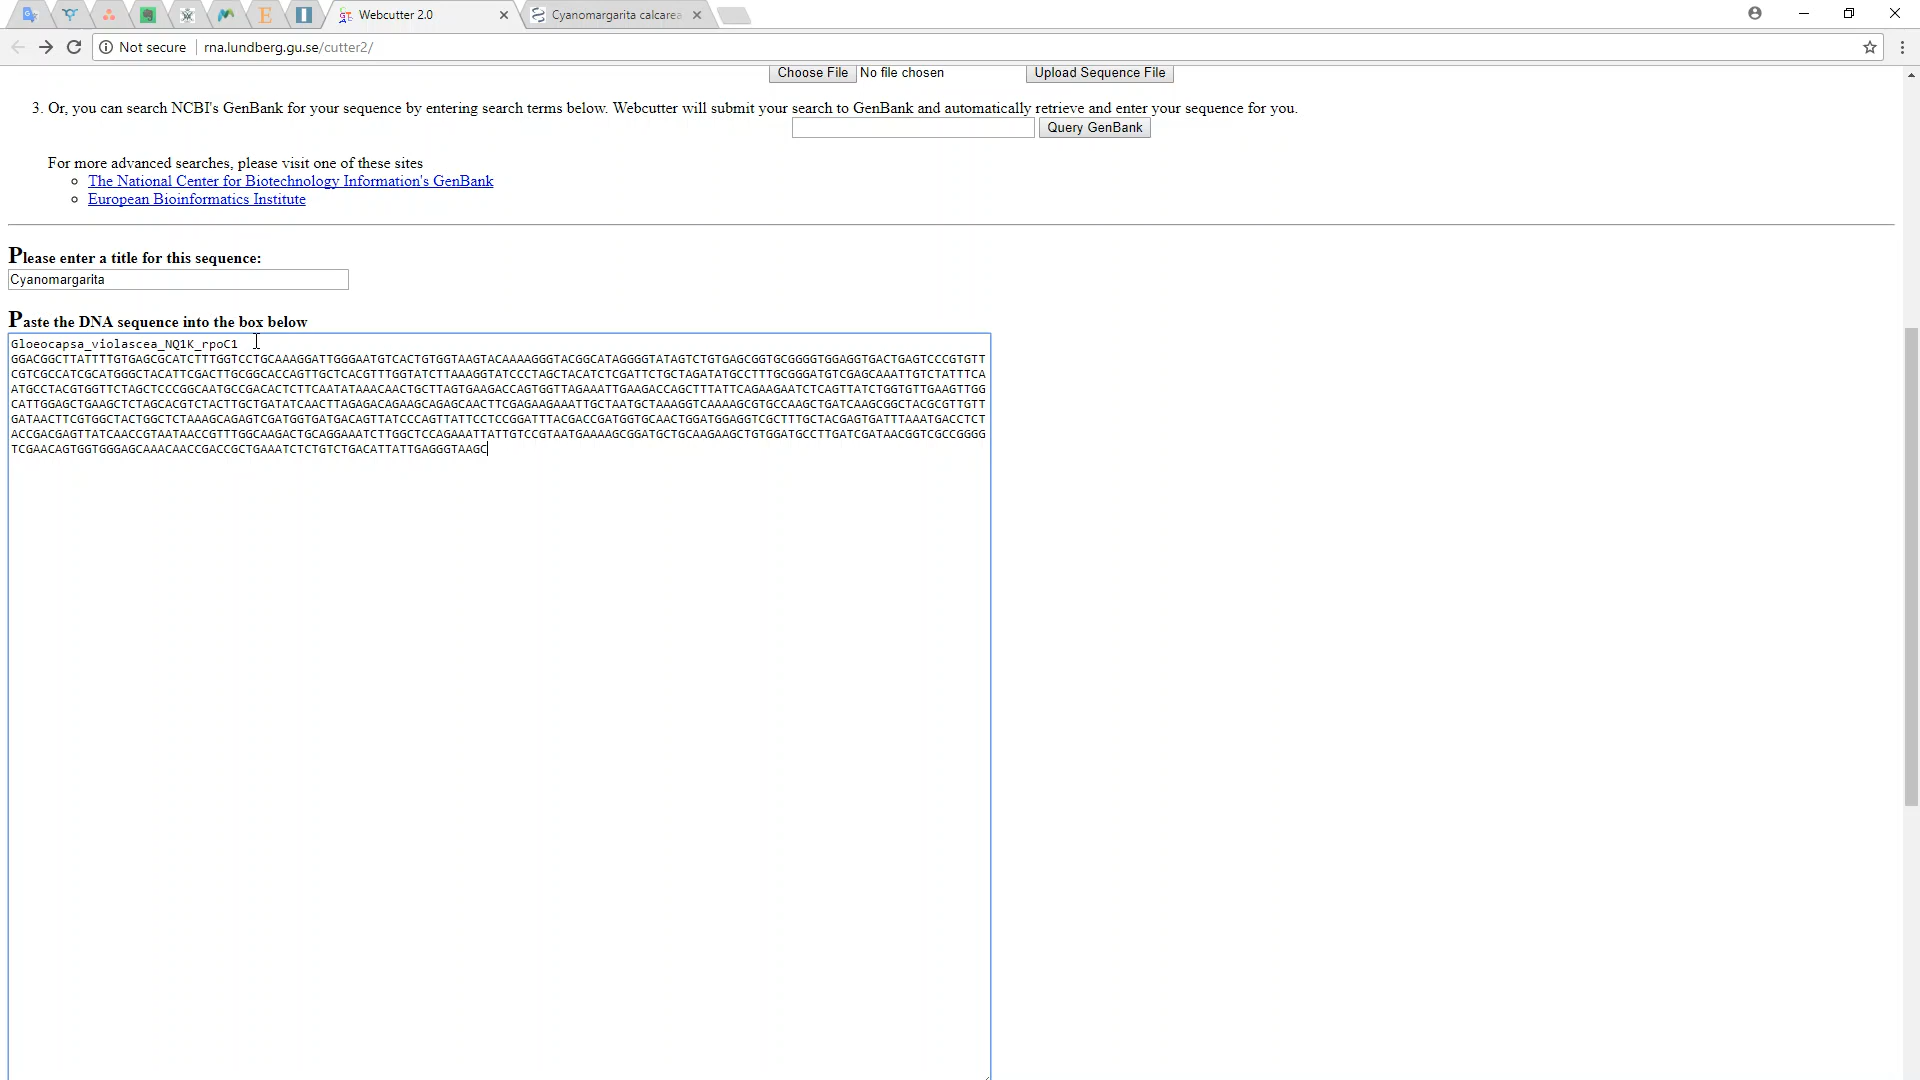 Webcutter 2.0
Cyanomargarita calcarea
Not secure
rna.lundberg.gu.se/cutter2/
Choose File No file chosen Upload Sequence File
3. Or, you can search NCBI's GenBank for your sequence by entering search terms below. Webcutter will submit your search to GenBank and automatically retrieve and enter your sequence for you.
Query GenBank
For more advanced searches, please visit one of these sites
The National Center for Biotechnology Information's GenBank
European Bioinformatics Institute
Please enter a title for this sequence:
Cyanomargarita
Paste the DNA sequence into the box below
Gloeocapsa_violascea_NQ1K_rpoC1
GGACGGCTTATTTTGTGAGCGCATCTTTGGTCCTGCAAAGGATTGGGAATGTCACTGTGGTAAGTACAAAAGGGTACGGCATAGGGGTATAGTCTGTGAGCGGTGCGGGGTGGAGGTGACTGAGTCCCGTGTT
CGTCGCCATCGCATGGGCTACATTCGACTTGCGGCACCAGTTGCTCACGTTTGGTATCTTAAAGGTATCCCTAGCTACATCTCGATTCTGCTAGATATGCCTTTGCGGGATGTCGAGCAAATTGTCTATTTCA
ATGCCTACGTGGTTCTAGCTCCCGGCAATGCCGACACTCTTCAATATAAACAACTGCTTAGTGAAGACCAGTGGTTAGAAATTGAAGACCAGCTTTATTCAGAAGAATCTCAGTTATCTGGTGTTGAAGTTGG
CATTGGAGCTGAAGCTCTAGCACGTCTACTTGCTGATATCAACTTAGAGACAGAAGCAGAGCAACTTCGAGAAGAAATTGCTAATGCTAAAGGTCAAAAGCGTGCCAAGCTGATCAAGCGGCTACGCGTTGTT
GATAACTTCGTGGCTACTGGCTCTAAAGCAGAGTCGATGGTGATGACAGTTATCCCAGTTATTCCTCCGGATTTACGACCGATGGTGCAACTGGATGGAGGTCGCTTTGCTACGAGTGATTTAAATGACCTCT
ACCGACGAGTTATCAACCGTAATAACCGTTTGGCAAGACTGCAGGAAATCTTGGCTCCAGAAATTATTGTCCGTAATGAAAAGCGGATGCTGCAAGAAGCTGTGGATGCCTTGATCGATAACGGTCGCCGGGG
TCGAACAGTGGTGGGAGCAAACAACCGACCGCTGAAATCTCTGTCTGACATTATTGAGGGTAAGC